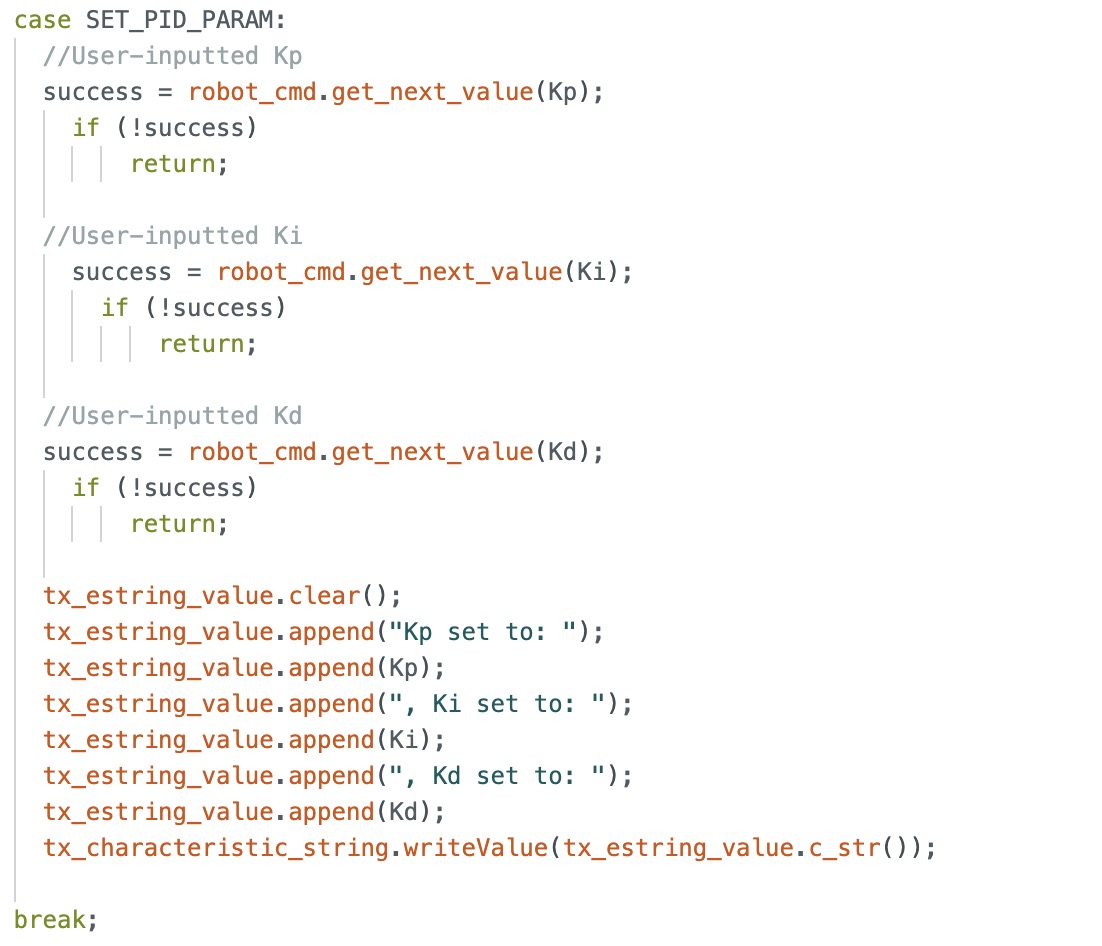 case SET_PID_PARAM:
//User-inputted Kp
success = robot_cmd.get_next_value(Kp);
if (!success)
return;
//User-inputted Ki
success = robot_cmd.get_next_value(Ki);
if (!success)
return;
//User-inputted Kd
success = robot_cmd.get_next_value(Kd);
if (!success)
return;
tx_estring_value.clear();
tx_estring_value.append("Kp set to: ");
tx_estring_value.append(Kp);
tx_estring_value.append(", Ki set to: ");
tx_estring_value.append(Ki);
tx_estring_value.append(", Kd set to: ");
tx_estring_value.append(Kd);
tx_characteristic_string.writeValue(tx_estring_value.c_str());
break;